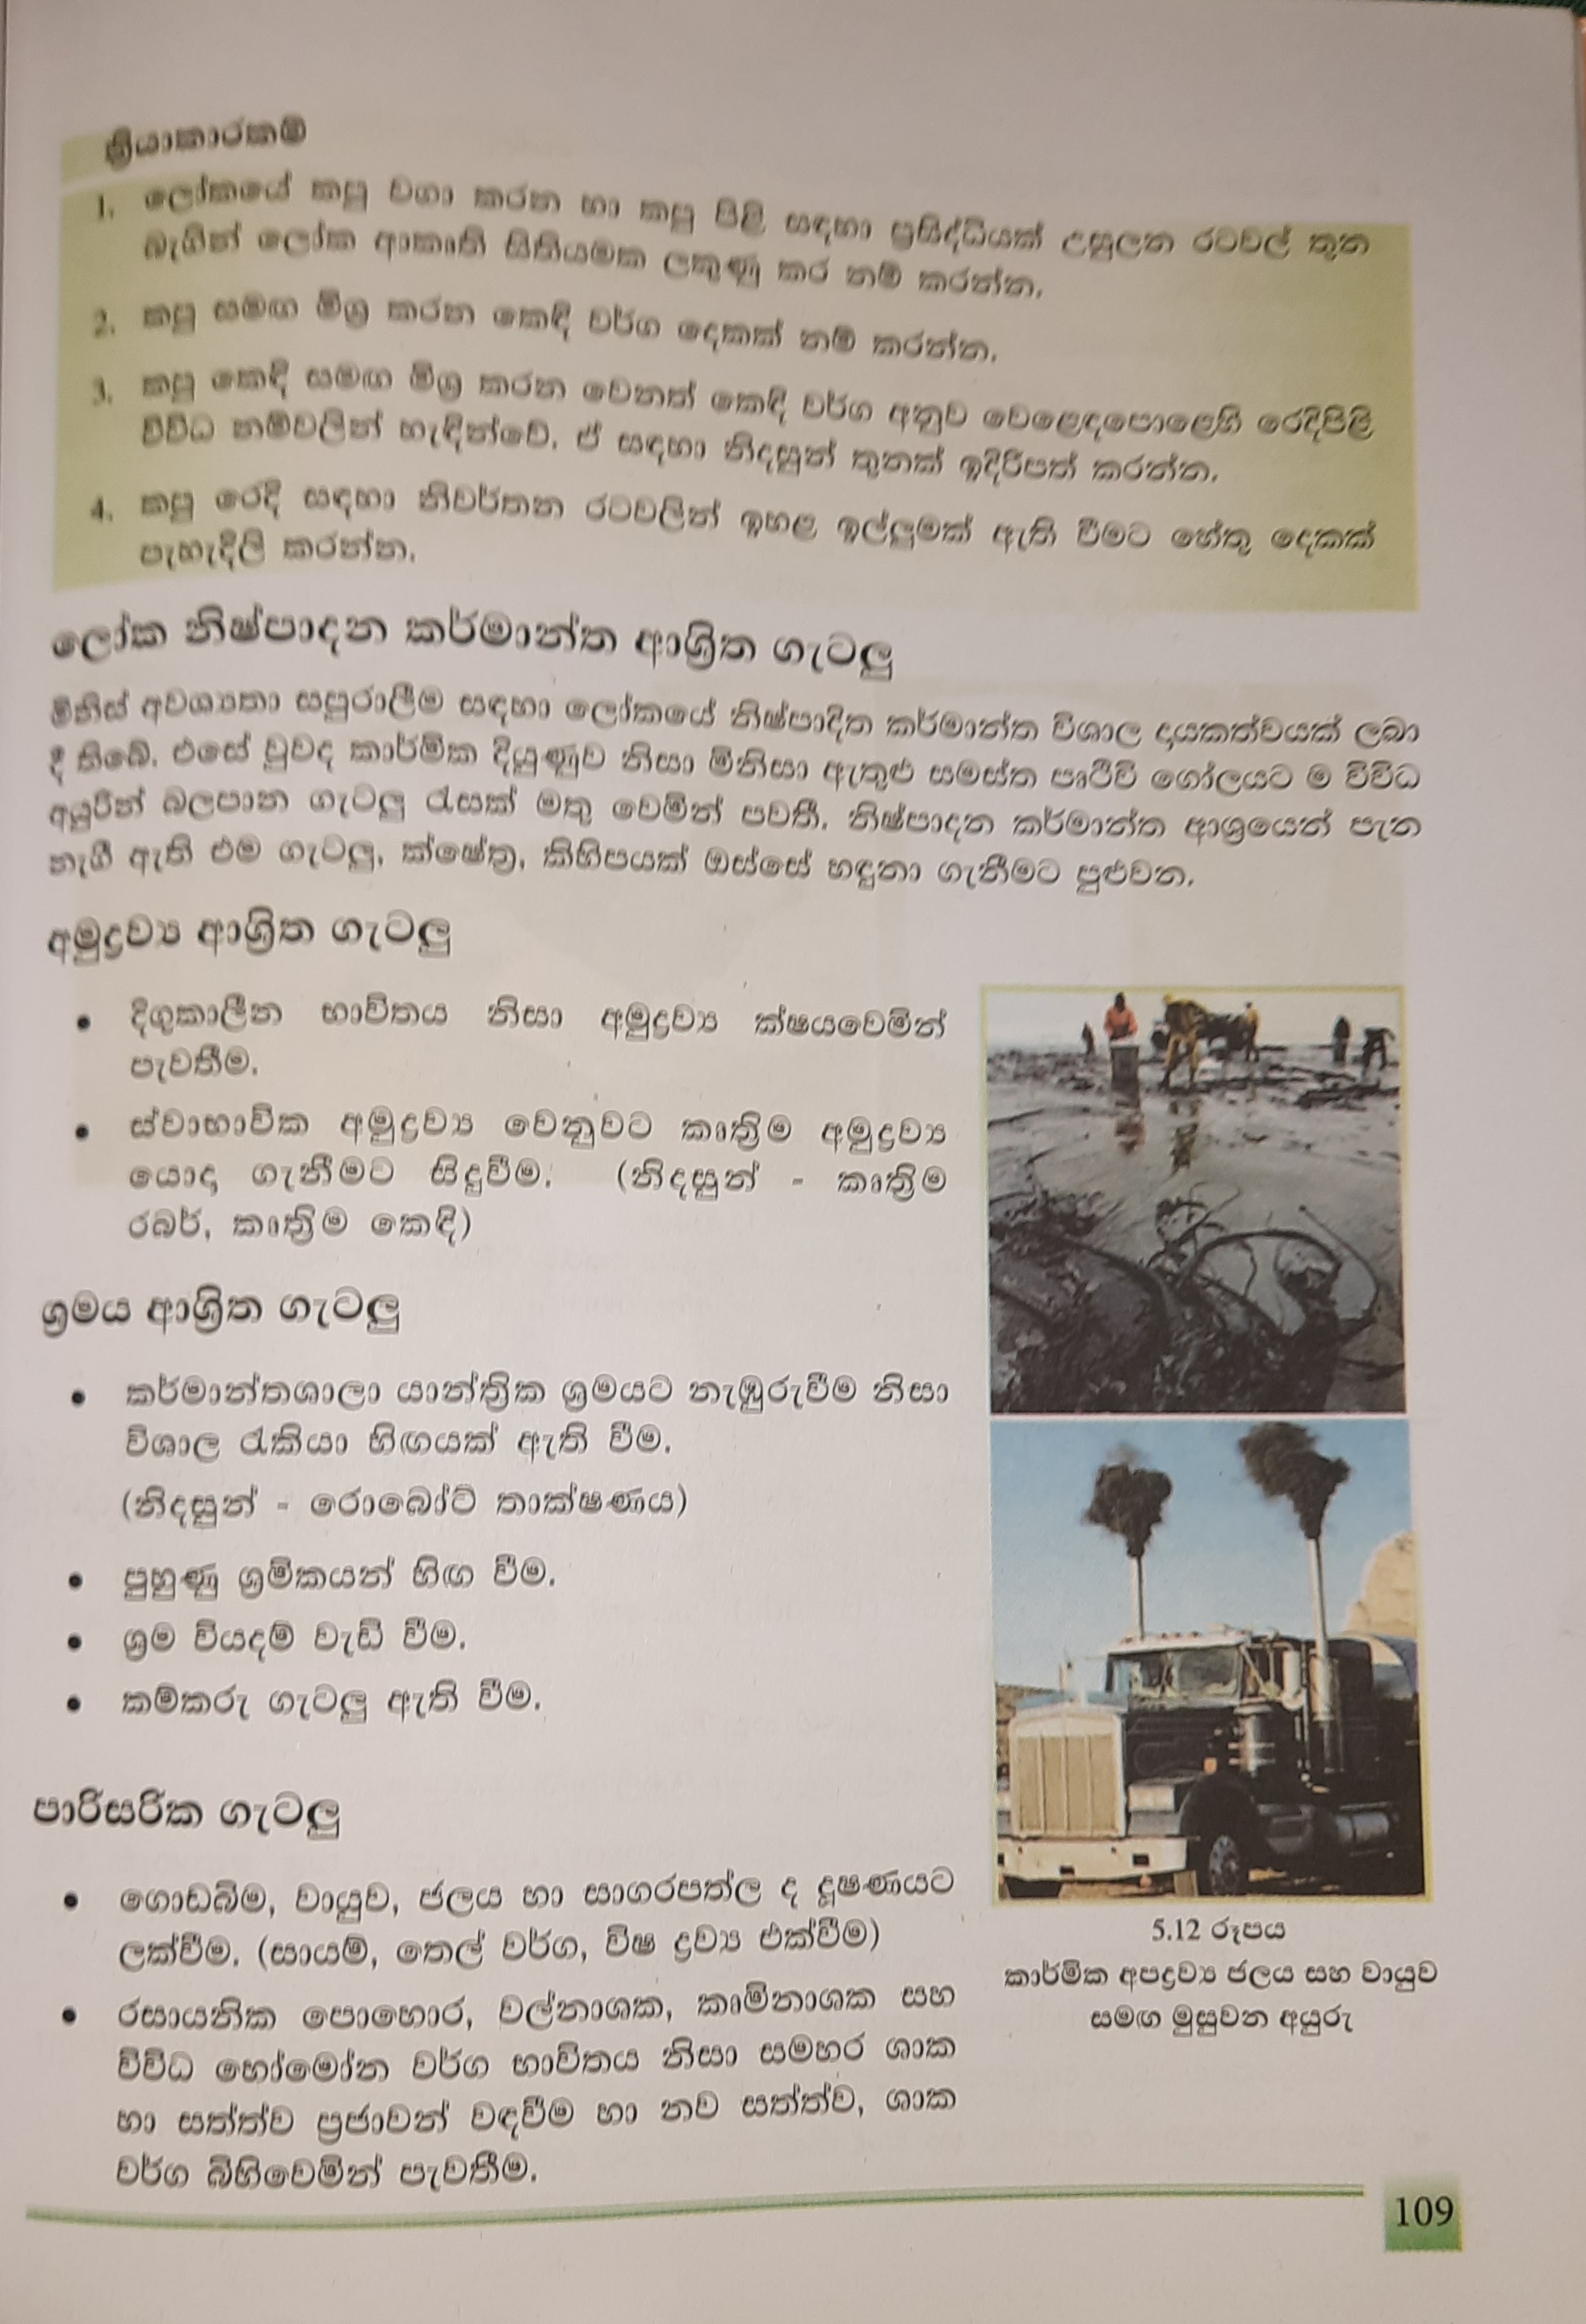 ක්‍රියාකාරකම්
1. ලෝකයේ කපු වගා කරන හා කපු පිළි සඳහා ප්‍රසිද්ධියක් උසුලන රටවල් තුන
බැගින් ලෝක ආකෘති සිතියමක ලකුණු කර නම් කරන්න.
2. කපු සමඟ මිශ්‍ර කරන කෙඳි වර්ග දෙකක් නම් කරන්න.
3. කපු කෙඳි සමඟ මිශ්‍ර කරන වෙනත් කෙඳි වර්ග අනුව වෙළෙඳපොළෙහි රෙදිපිළි
විවිධ නම්වලින් හැඳින්වේ. ඒ සඳහා නිදසුන් තුනක් ඉදිරිපත් කරන්න.
4. කපු රෙදි සඳහා නිවර්තන රටවලින් ඉහළ ඉල්ලුමක් ඇති වීමට හේතු දෙකක්
පැහැදිලි කරන්න.
ලෝක නිෂ්පාදන කර්මාන්ත ආශ්‍රිත ගැටලු
මිනිස් අවශ්‍යතා සපුරාලීම සඳහා ලෝකයේ නිෂ්පාදිත කර්මාන්ත විශාල දායකත්වයක් ලබා
දී තිබේ. එසේ වුවද කාර්මික දියුණුව නිසා මිනිසා ඇතුළු සමස්ත පෘථිවි ගෝලයට ම විවිධ
අයුරින් බලපාන ගැටලු රැසක් මතු වෙමින් පවතී. නිෂ්පාදන කර්මාන්ත ආශ්‍රයෙන් පැන
නැගී ඇති එම ගැටලු, ක්ෂේත්‍ර, කිහිපයක් ඔස්සේ හඳුනා ගැනීමට පුළුවන.
අමුද්‍රව්‍ය ආශ්‍රිත ගැටලු
• දිගුකාලීන භාවිතය නිසා අමුද්‍රව්‍ය ක්ෂයවෙමින්
පැවතීම.
• ස්වාභාවික අමුද්‍රව්‍ය වෙනුවට කෘත්‍රිම අමුද්‍රව්‍ය
යොදා ගැනීමට සිදුවීම. (නිදසුන් - කෘත්‍රිම
රබර්, කෘත්‍රිම කෙඳි)
ශ්‍රමය ආශ්‍රිත ගැටලු
• කර්මාන්තශාලා යාන්ත්‍රික ශ්‍රමයට නැඹුරුවීම නිසා
විශාල රැකියා හිඟයක් ඇති වීම.
(නිදසුන් - රොබෝට් තාක්ෂණය)
• පුහුණු ශ්‍රමිකයන් හිඟ වීම.
• ශ්‍රම වියදම් වැඩි වීම.
• කම්කරු ගැටලු ඇති වීම.
පාරිසරික ගැටලු
• ගොඩබිම, වායුව, ජලය හා සාගරපත්ල ද දූෂණයට
ලක්වීම. (සායම්, තෙල් වර්ග, විෂ ද්‍රව්‍ය එක්වීම)
• රසායනික පොහොර, වල්නාශක, කෘමිනාශක සහ
විවිධ හෝමෝන වර්ග භාවිතය නිසා සමහර ශාක
හා සත්ත්ව ප්‍රජාවන් වඳවීම හා නව සත්ත්ව, ශාක
වර්ග බිහිවෙමින් පැවතීම.
5.12 රූපය
කාර්මික අපද්‍රව්‍ය ජලය සහ වායුව
සමඟ මුසුවන අයුරු
109